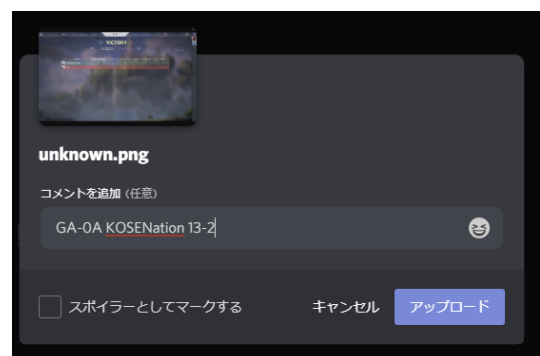 VICTORY
unknown.png
コメントを追加 (任意)
GA-0A KOSENation 13-2
スポイラーとしてマークする
キャンセル
アップロード